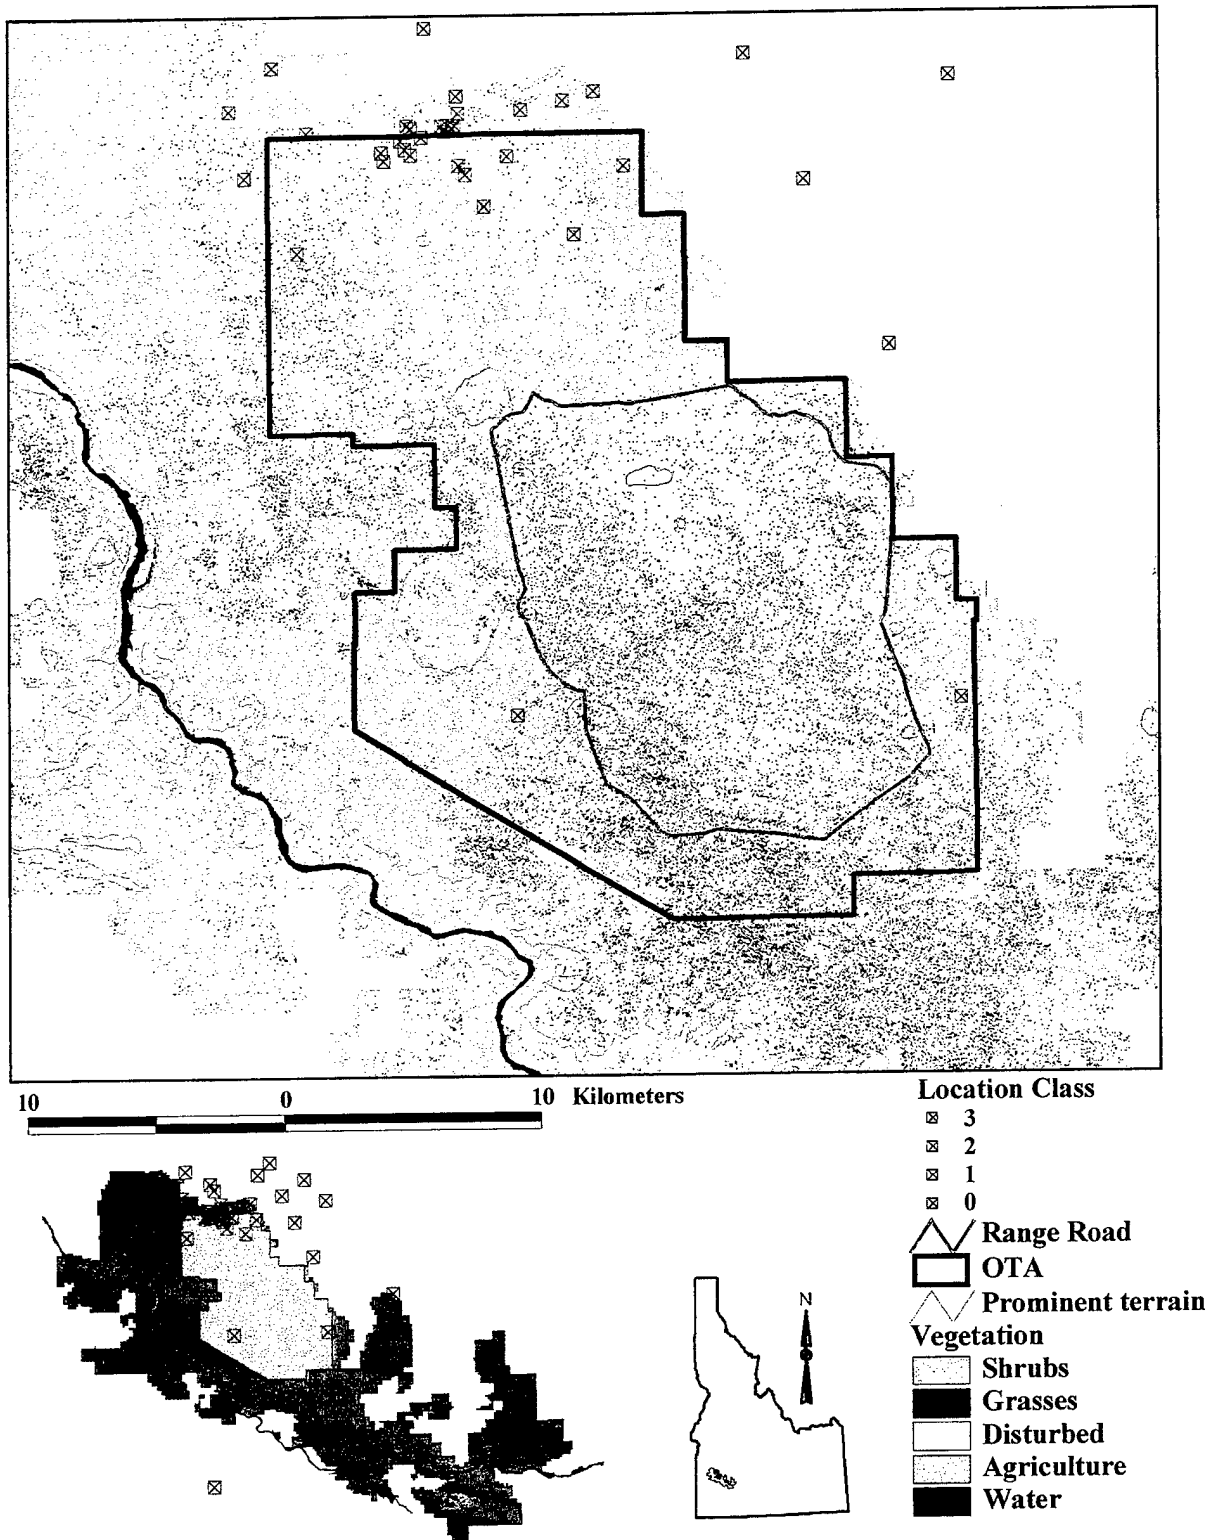 10 0 10 Kilometers
Location Class
3
2
1
0
Range Road
OTA
Prominent terrain
Vegetation
Shrubs
Grasses
Disturbed
Agriculture
Water
N